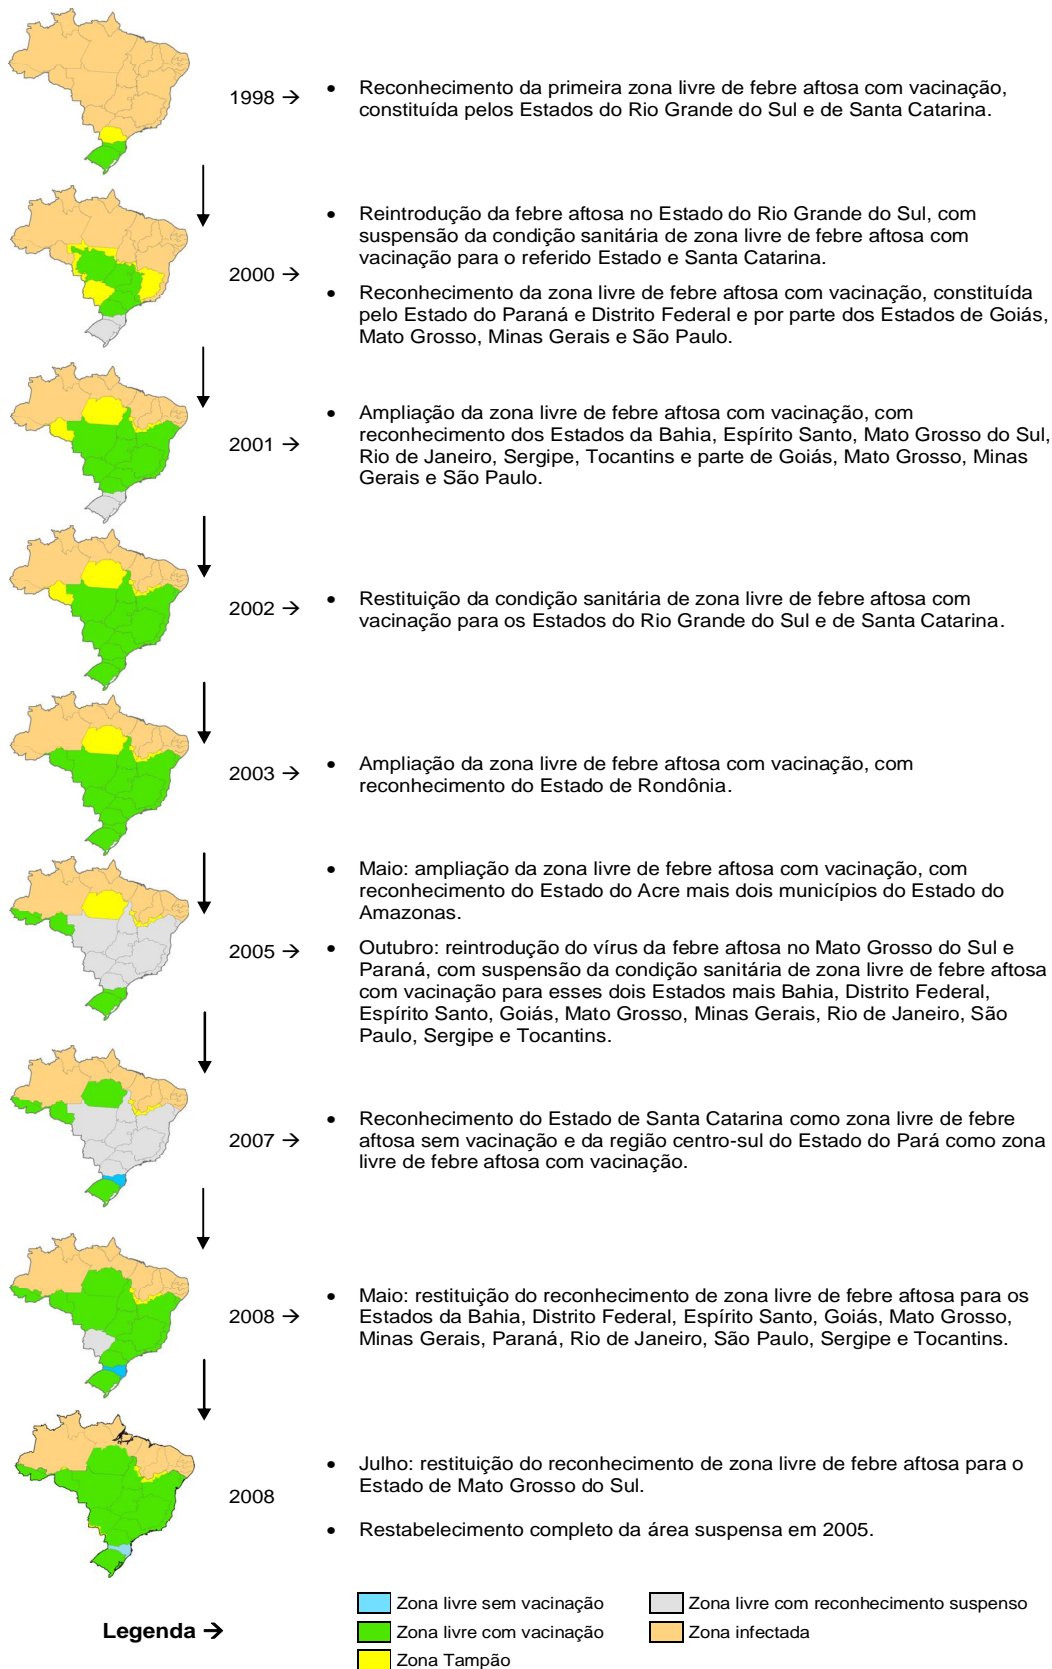 1998 → • Reconhecimento da primeira zona livre de febre aftosa com vacinação,
constituída pelos Estados do Rio Grande do Sul e de Santa Catarina.
• Reintrodução da febre aftosa no Estado do Rio Grande do Sul, com
suspensão da condição sanitária de zona livre de febre aftosa com
vacinação para o referido Estado e Santa Catarina.
2000 →
• Reconhecimento da zona livre de febre aftosa com vacinação, constituída
pelo Estado do Paraná e Distrito Federal e por parte dos Estados de Goiás,
Mato Grosso, Minas Gerais e São Paulo.
• Ampliação da zona livre de febre aftosa com vacinação, com
2001 → reconhecimento dos Estados da Bahia, Espírito Santo, Mato Grosso do Sul,
Rio de Janeiro, Sergipe, Tocantins e parte de Goiás, Mato Grosso, Minas
Gerais e São Paulo.
2002 → • Restituição da condição sanitária de zona livre de febre aftosa com
vacinação para os Estados do Rio Grande do Sul e de Santa Catarina.
2003 → • Ampliação da zona livre de febre aftosa com vacinação, com
reconhecimento do Estado de Rondônia.
• Maio: ampliação da zona livre de febre aftosa com vacinação, com
reconhecimento do Estado do Acre mais dois municípios do Estado do
Amazonas.
2005 → • Outubro: reintrodução do vírus da febre aftosa no Mato Grosso do Sul e
Paraná, com suspensão da condição sanitária de zona livre de febre aftosa
com vacinação para esses dois Estados mais Bahia, Distrito Federal,
Espírito Santo, Goiás, Mato Grosso, Minas Gerais, Rio de Janeiro, São
Paulo, Sergipe e Tocantins.
• Reconhecimento do Estado de Santa Catarina como zona livre de febre
2007 → aftosa sem vacinação e da região centro-sul do Estado do Pará como zona
livre de febre aftosa com vacinação.
• Maio: restituição do reconhecimento de zona livre de febre aftosa para os
2008 → Estados da Bahia, Distrito Federal, Espírito Santo, Goiás, Mato Grosso,
Minas Gerais, Paraná, Rio de Janeiro, São Paulo, Sergipe e Tocantins.
• Julho: restituição do reconhecimento de zona livre de febre aftosa para o
Estado de Mato Grosso do Sul.
2008
• Restabelecimento completo da área suspensa em 2005.
Legenda →
Zona livre sem vacinação
Zona livre com vacinação
Zona Tampão
Zona livre com reconhecimento suspenso
Zona infectada